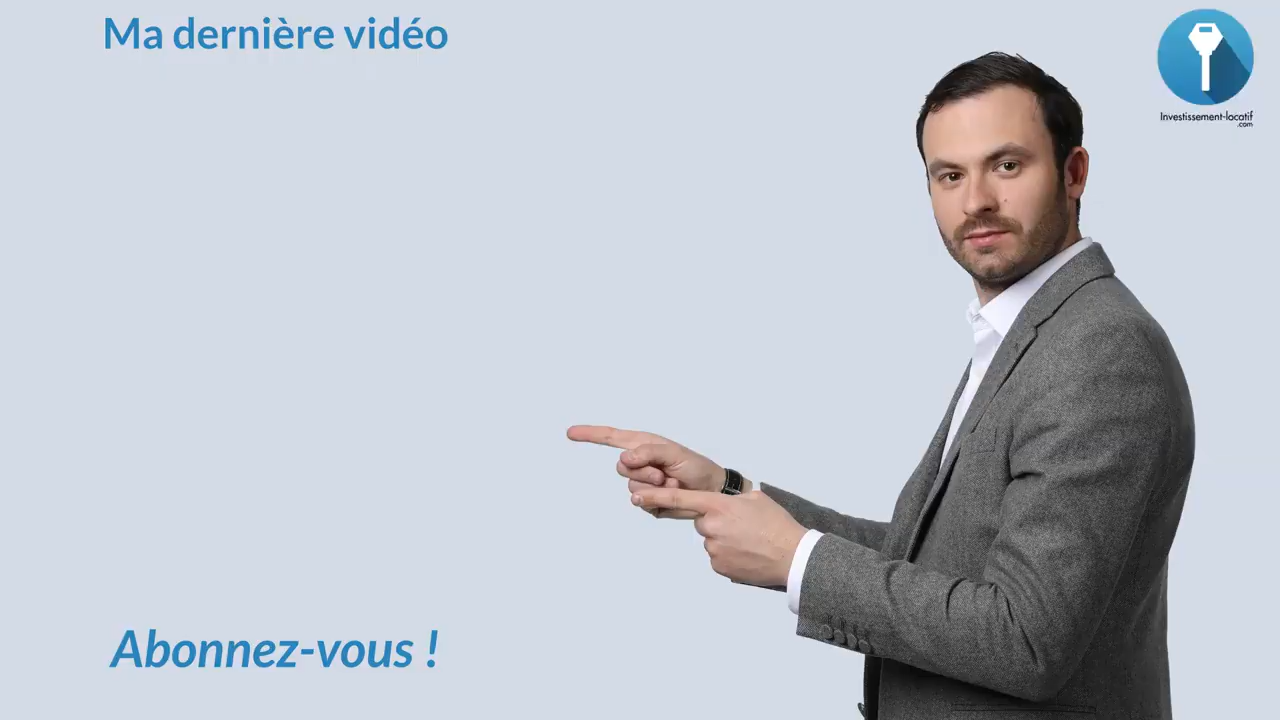 Ma dernière vidéo
Investissement-locatif
.com
Abonnez-vous !